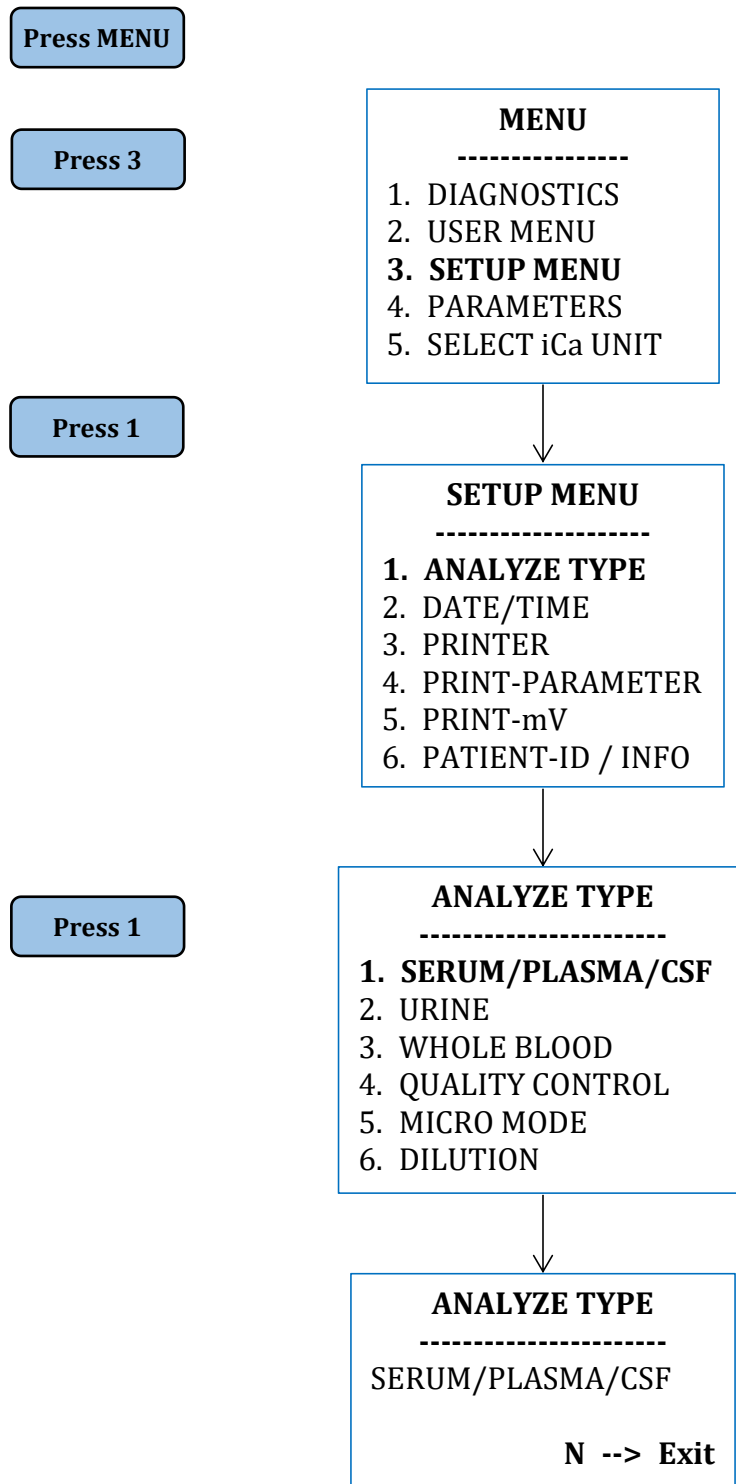 Press MENU
MENU
----------------
Press 3
1. DIAGNOSTICS
2. USER MENU
3. SETUP MENU
4. PARAMETERS
5. SELECT iCa UNIT
Press 1
SETUP MENU
--------------------
1. ANALYZE TYPE
2. DATE/TIME
3. PRINTER
4. PRINT-PARAMETER
5. PRINT-mV
6. PATIENT-ID / INFO
Press 1
ANALYZE TYPE
-----------------------
1. SERUM/PLASMA/CSF
2. URINE
3. WHOLE BLOOD
4. QUALITY CONTROL
5. MICRO MODE
6. DILUTION
ANALYZE TYPE
-----------------------
SERUM/PLASMA/CSF
N --> Exit